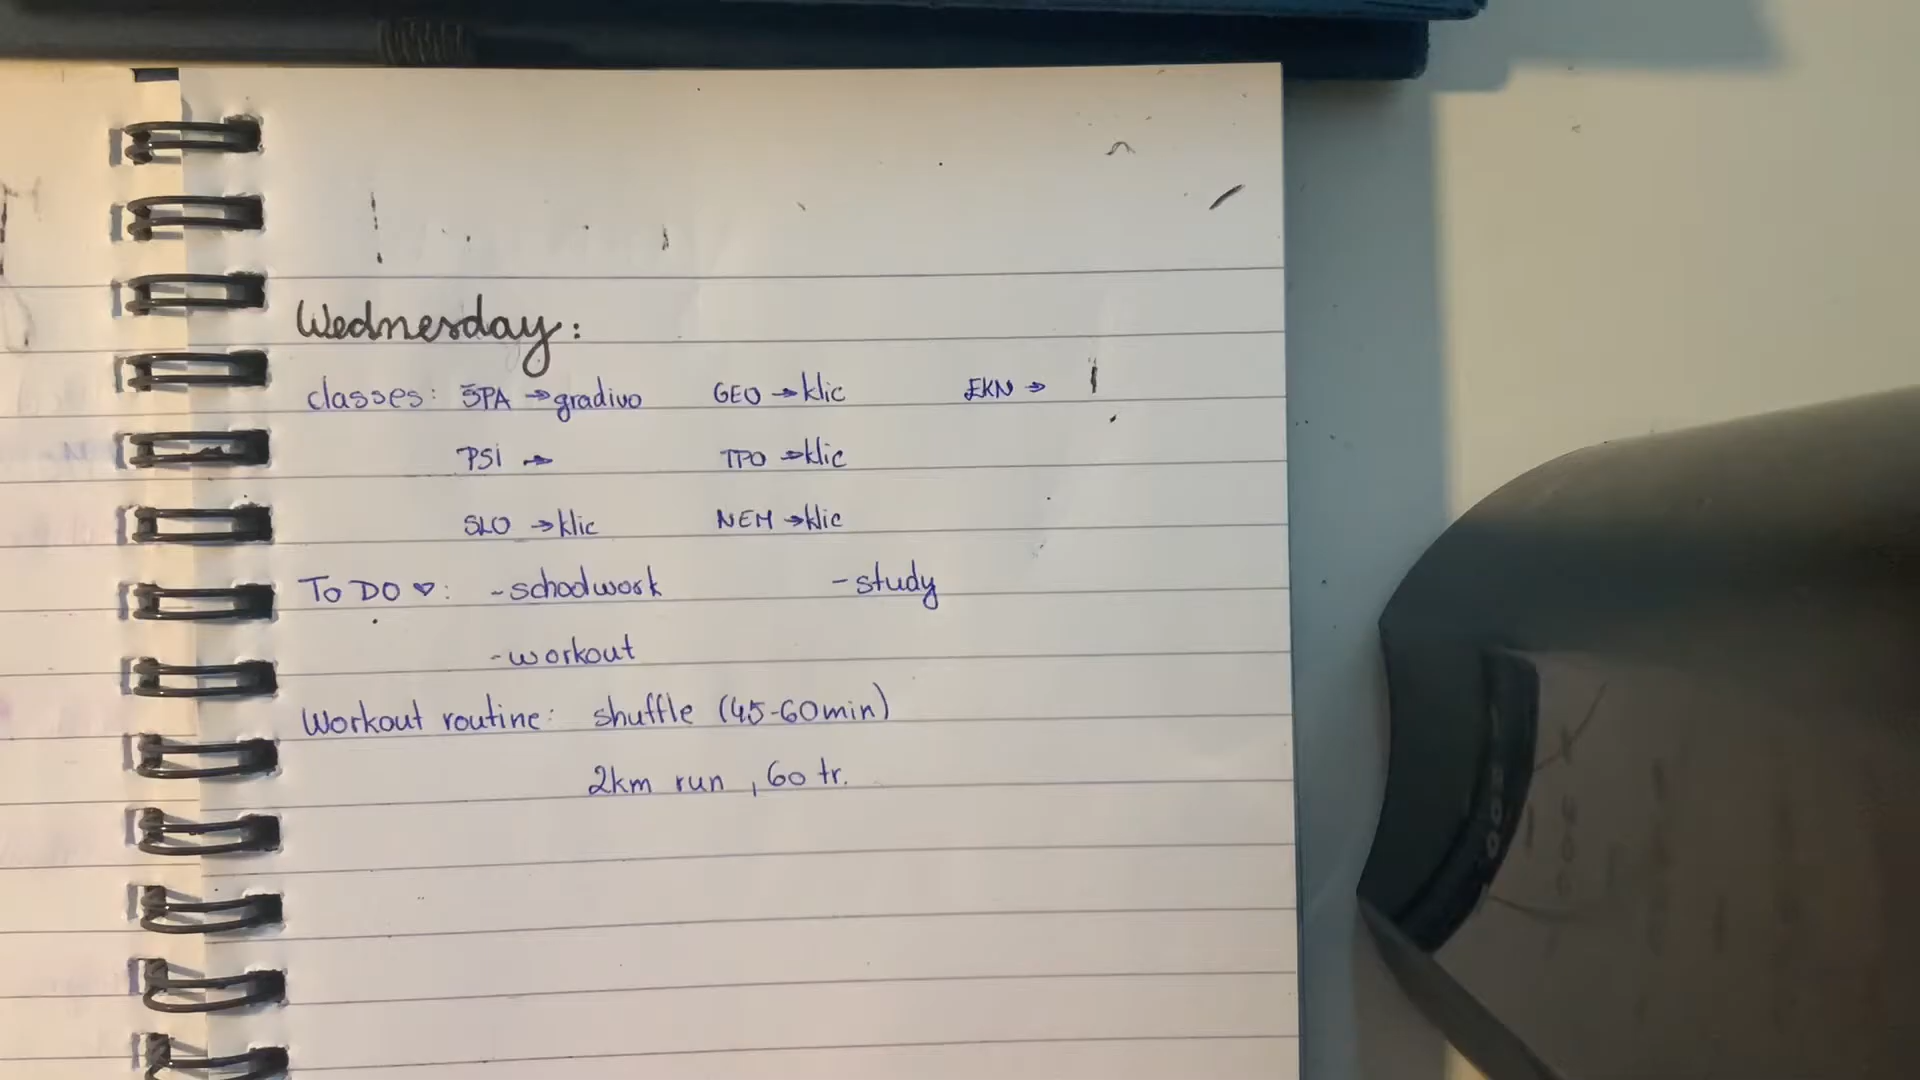 Wednesday:
classes: ŠPA → gradivo GEO → klic EKN →
PSI → TPO → klic
SLO → klic NEM → klic
To DO ♡: - schoolwork - study
- workout
Workout routine: shuffle (45-60min)
2km run, 60 tr.